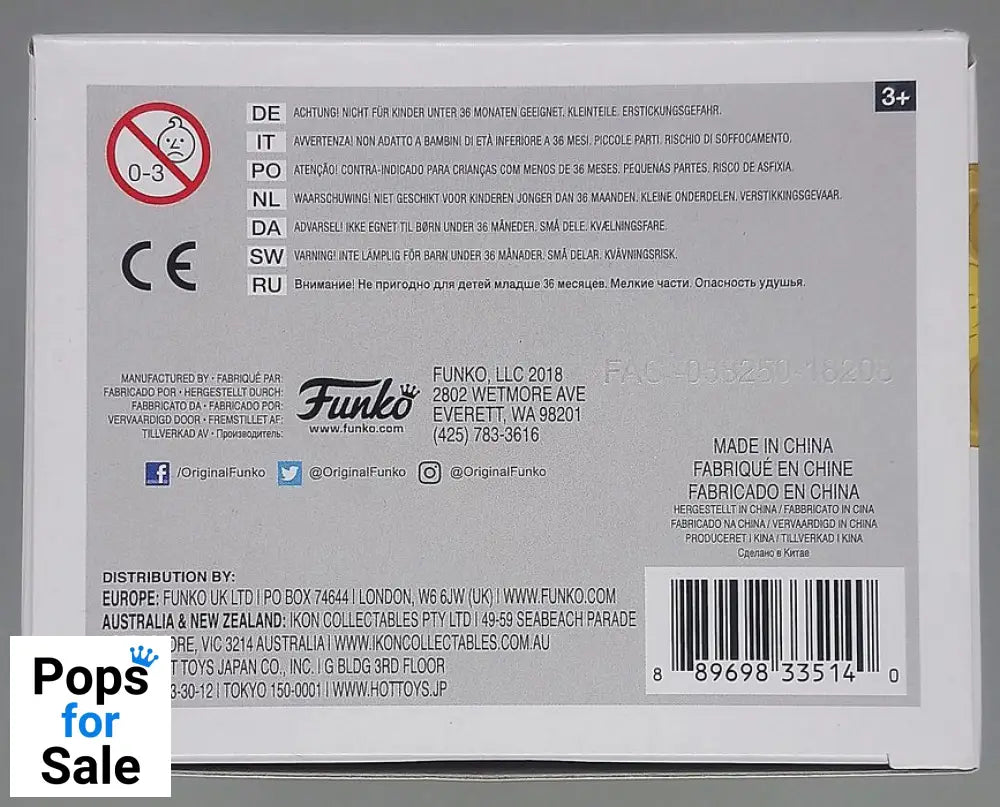 3+
0-3
DE ACHTUNG! NICHT FÜR KINDER UNTER 36 MONATEN GEEIGNET. KLEINTEILE. ERSTICKUNGSGEFAHR.
IT AVVERTENZA! NON ADATTO A BAMBINI DI ETÀ INFERIORE A 36 MESI. PICCOLE PARTI. RISCHIO DI SOFFOCAMENTO.
PO ATENÇÃO! CONTRA-INDICADO PARA CRIANÇAS COM MENOS DE 36 MESES. PEQUENAS PARTES. RISCO DE ASFIXIA.
NL WAARSCHUWING! NIET GESCHIKT VOOR KINDEREN JONGER DAN 36 MAANDEN. KLEINE ONDERDELEN. VERSTIKKINGSGEVAAR.
DA ADVARSEL! IKKE EGNET TIL BØRN UNDER 36 MÅNEDER. SMÅ DELE. KVÆLNINGSFARE.
SW VARNING! INTE LÄMPLIG FÖR BARN UNDER 36 MÅNADER. SMÅ DELAR. KVÄVNINGSRISK.
RU Внимание! Не пригодно для детей младше 36 месяцев. Мелкие части. Опасность удушья.
CE
MANUFACTURED BY · FABRIQUÉ PAR:
FABRICADO POR · HERGESTELLT DURCH:
FABBRICATO DA · FABRICADO POR:
VERVAARDIGD DOOR · FREMSTILLET AF:
TILLVERKAD AV · Производитель:
Funko
www.funko.com
FUNKO, LLC 2018
2802 WETMORE AVE
EVERETT, WA 98201
(425) 783-3616
/OriginalFunko @OriginalFunko @OriginalFunko
MADE IN CHINA
FABRIQUÉ EN CHINE
FABRICADO EN CHINA
HERGESTELLT IN CHINA / FABBRICATO IN CINA
FABRICADO NA CHINA / VERVAARDIGD IN CHINA
PRODUCERET I KINA / TILLVERKAD I KINA
Сделано в Китае
DISTRIBUTION BY:
EUROPE: FUNKO UK LTD | PO BOX 74644 | LONDON, W6 6JW (UK) | WWW.FUNKO.COM
AUSTRALIA & NEW ZEALAND: IKON COLLECTABLES PTY LTD | 49-59 SEABEACH PARADE
VIC 3214 AUSTRALIA | WWW.IKONCOLLECTABLES.COM.AU
TOYS JAPAN CO., INC. | G BLDG 3RD FLOOR
3-30-12 | TOKYO 150-0001 | WWW.HOTTOYS.JP
8 89698 33514 0
Pops
for
Sale